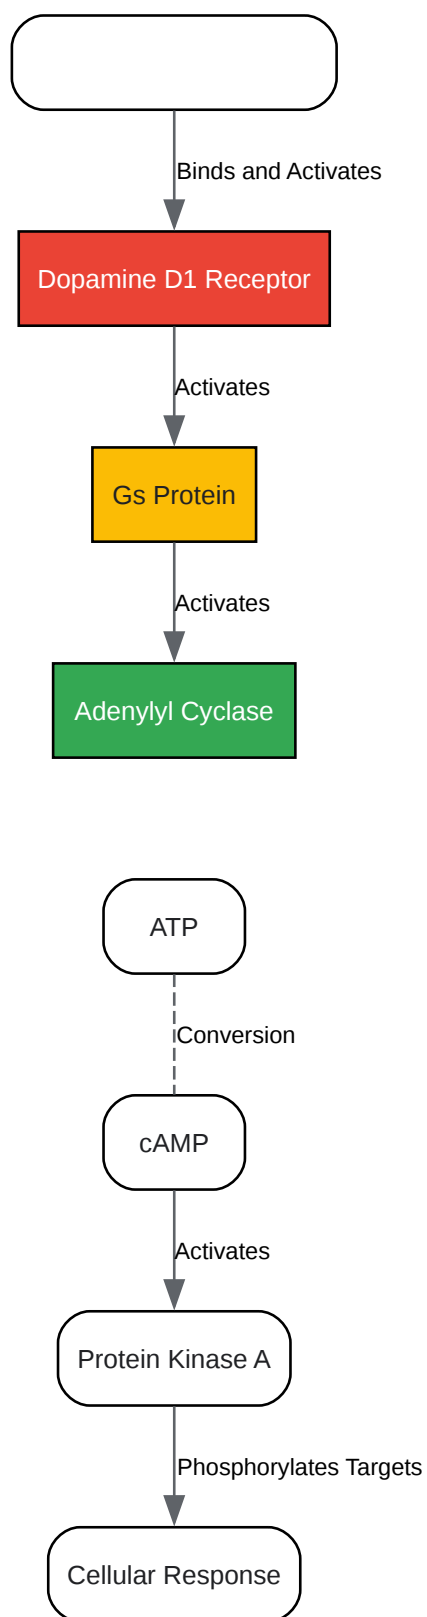 Binds and Activates
Dopamine D1 Receptor
Activates
Gs Protein
Activates
Adenylyl Cyclase
ATP
Conversion
cAMP
Activates
Protein Kinase A
Phosphorylates Targets
Cellular Response